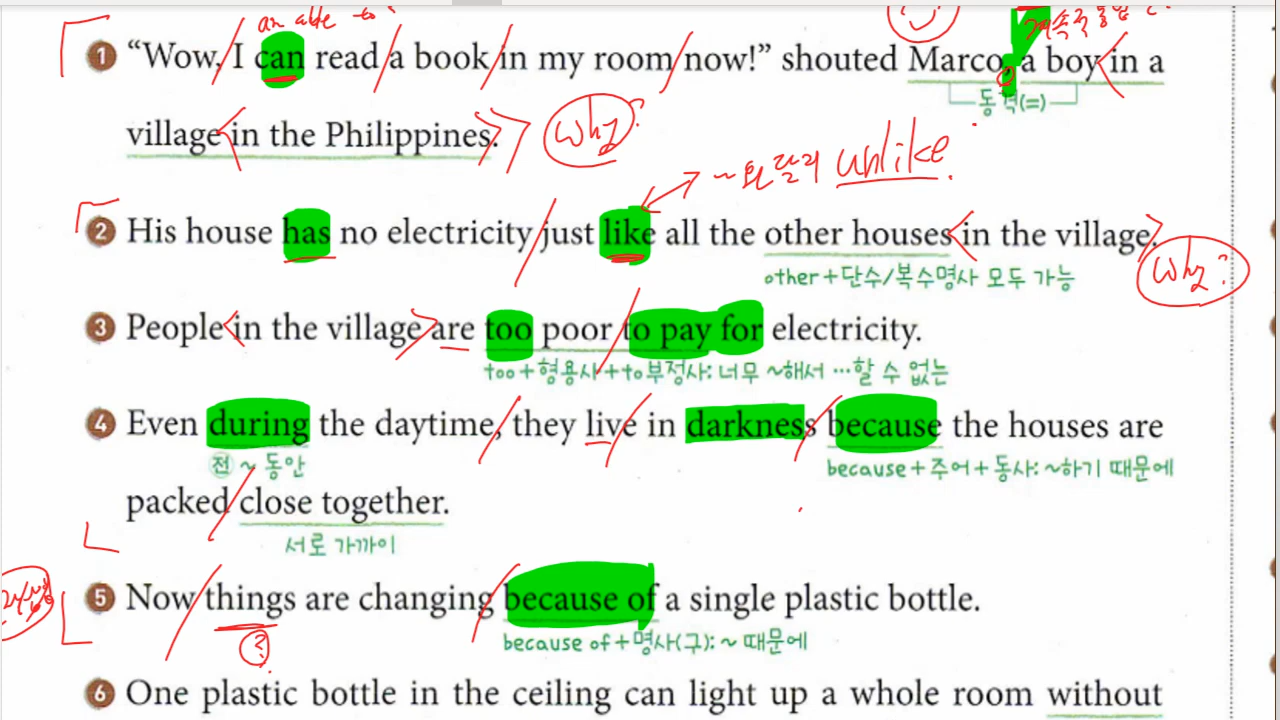 an able to
① “Wow, I can read a book in my room now!” shouted Marco, a boy in a
동격(=)
village in the Philippines. why?
~와 달리 unlike.
② His house has no electricity just like all the other houses in the village.
other + 단수/복수명사 모두 가능
why?
③ People in the village are too poor to pay for electricity.
too + 형용사 + to부정사: 너무 ~해서 …할 수 없는
④ Even during the daytime, they live in darkness because the houses are
전 ~ 동안 because + 주어 + 동사: ~하기 때문에
packed close together.
서로 가까이
⑤ Now things are changing because of a single plastic bottle.
? because of + 명사(구): ~ 때문에
⑥ One plastic bottle in the ceiling can light up a whole room without